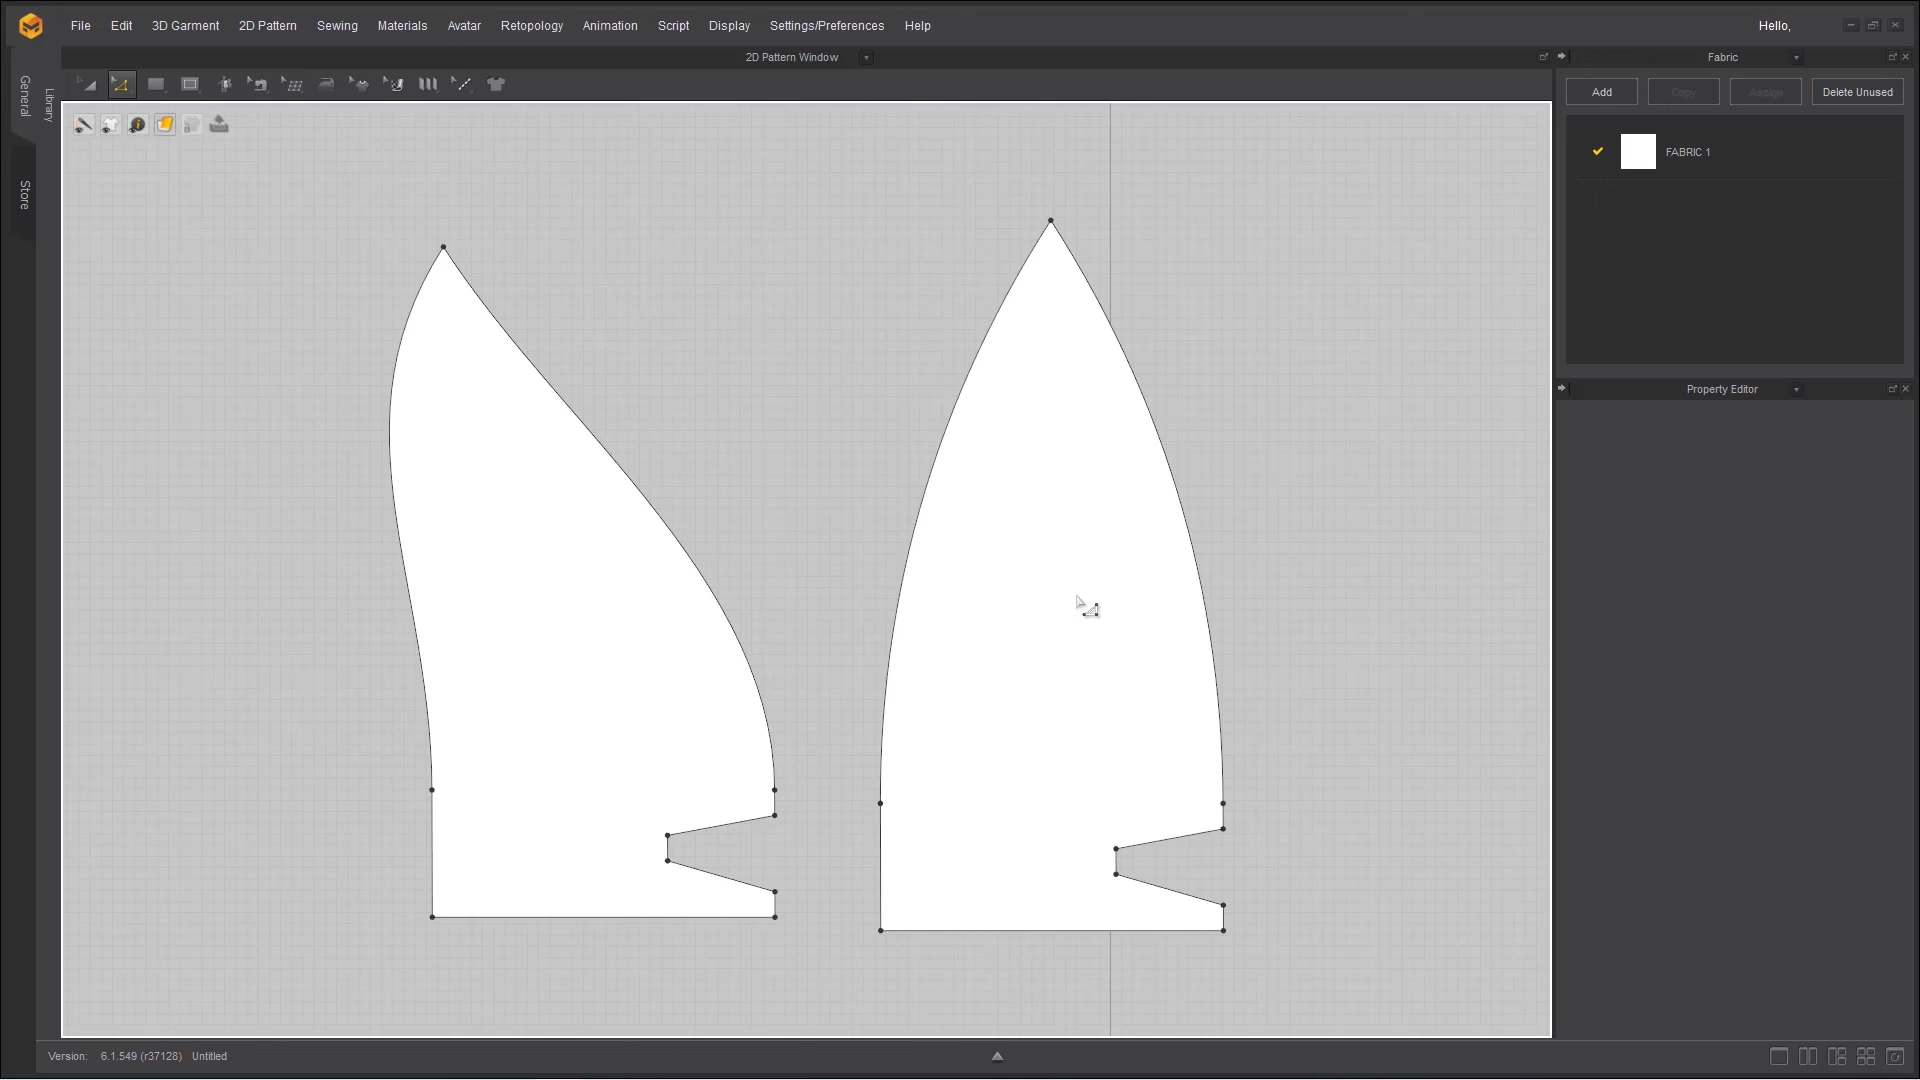 File Edit 3D Garment 2D Pattern Sewing Materials Avatar Retopology Animation Script Display Settings/Preferences Help Hello,
2D Pattern Window
Fabric
General
Library
Store
Add Copy Assign Delete Unused
FABRIC 1
Property Editor
Version: 6.1.549 (r37128) Untitled